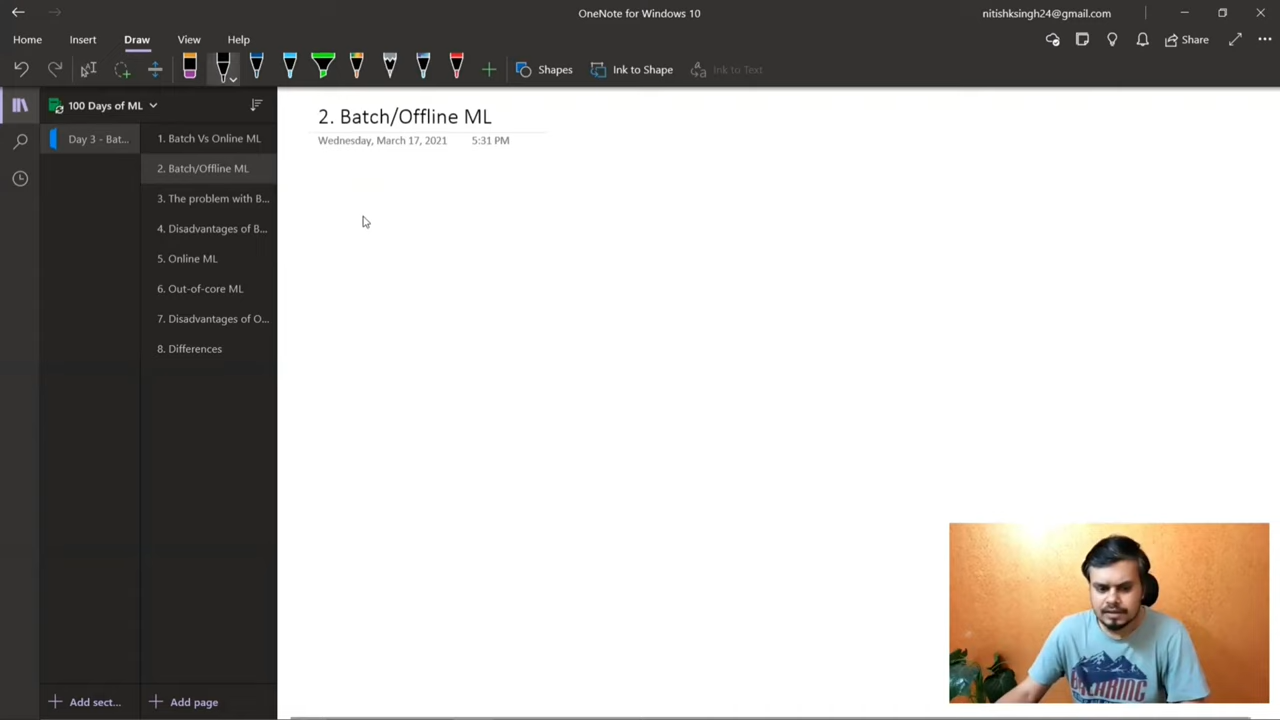 OneNote for Windows 10
nitishksingh24@gmail.com
Home
Insert
Draw
View
Help
Share
Shapes
Ink to Shape
Ink to Text
100 Days of ML
Day 3 - Bat...
1. Batch Vs Online ML
2. Batch/Offline ML
3. The problem with B...
4. Disadvantages of B...
5. Online ML
6. Out-of-core ML
7. Disadvantages of O...
8. Differences
2. Batch/Offline ML
Wednesday, March 17, 2021 5:31 PM
Add sect...
Add page